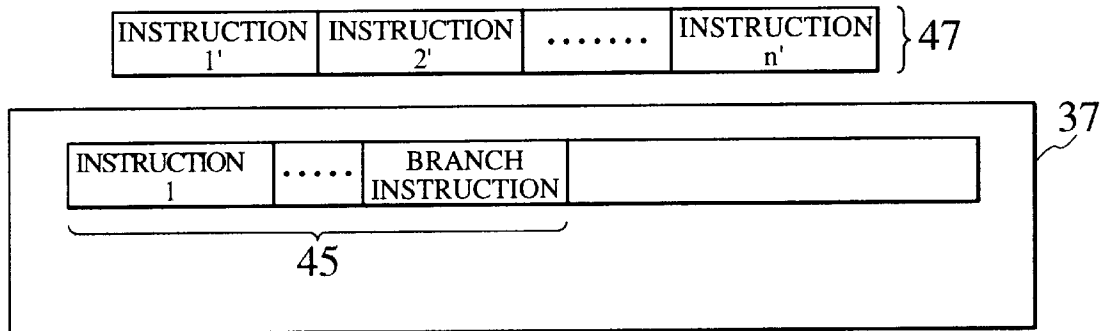 INSTRUCTION 1' INSTRUCTION 2' ....... INSTRUCTION n' 47
37
INSTRUCTION 1 ..... BRANCH INSTRUCTION
45